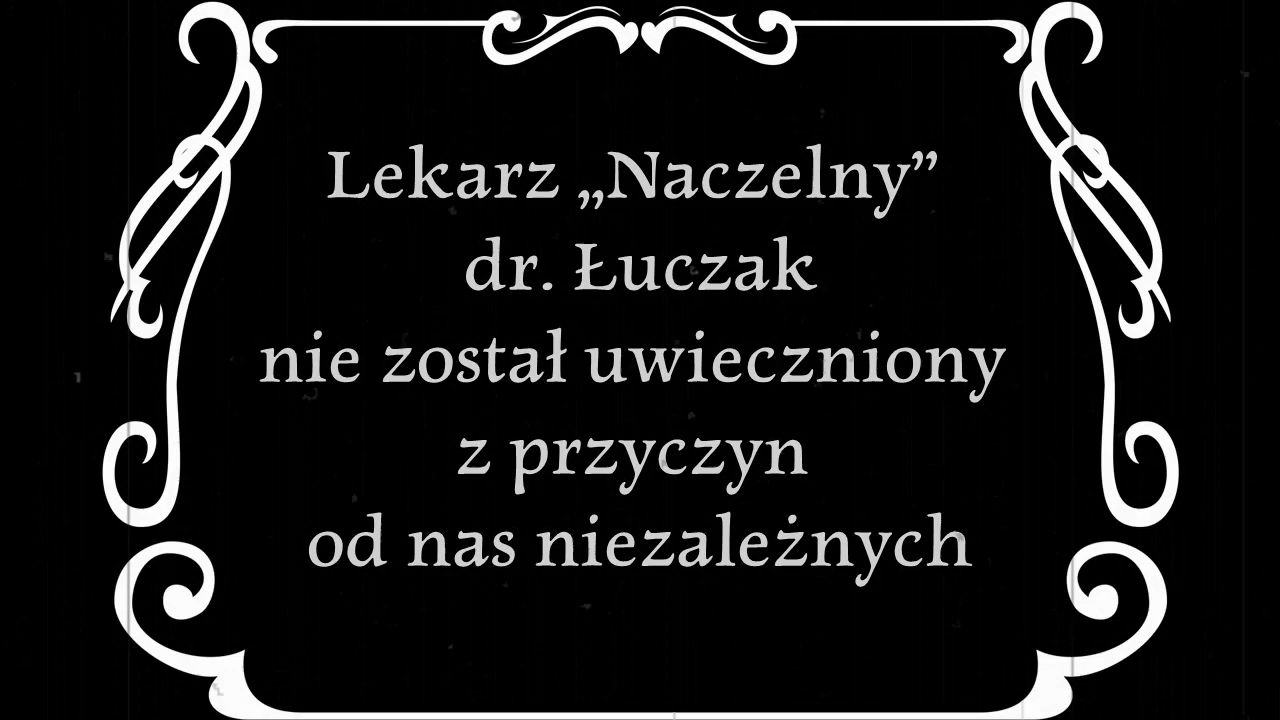 Lekarz „Naczelny”
dr. Łuczak
nie został uwieczniony
z przyczyn
od nas niezależnych